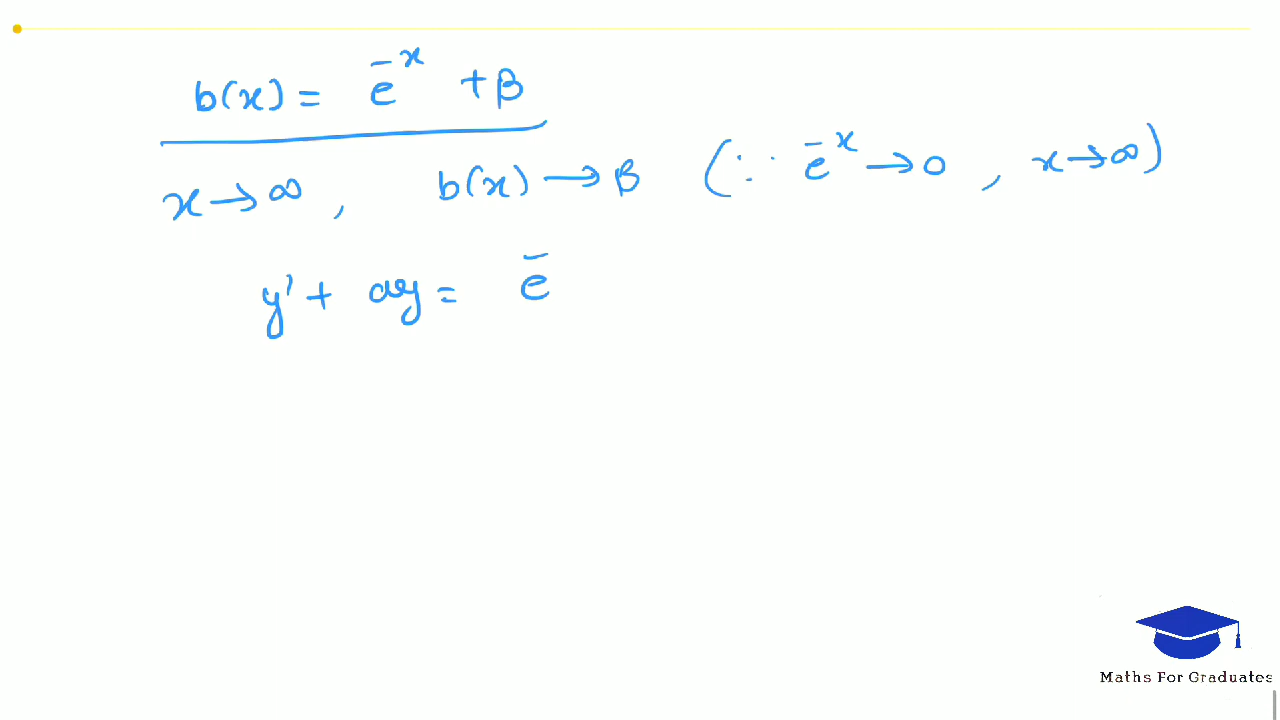 b(x) = e^{-x} + β
x → ∞ , b(x) → β (∵ e^{-x} → 0 , x → ∞)
y' + ay = e^{-}
Maths For Graduates